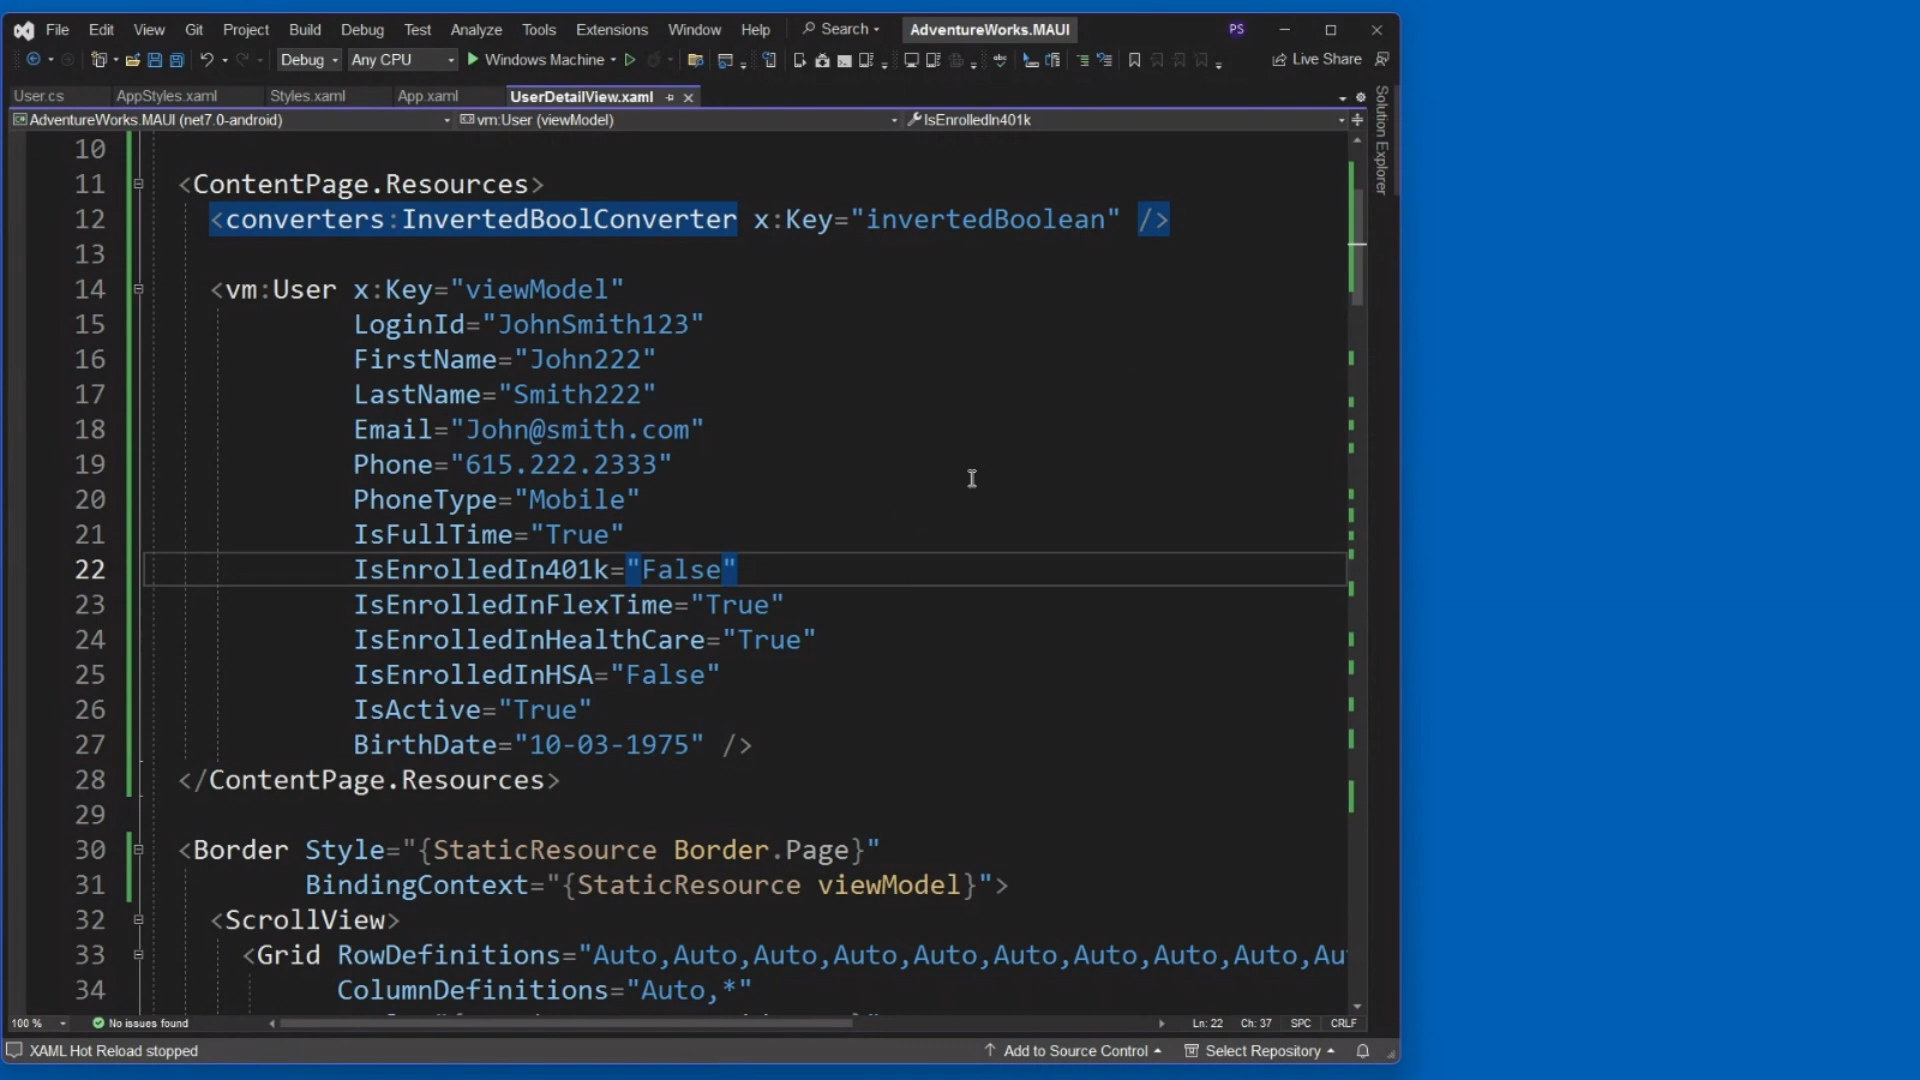 File Edit View Git Project Build Debug Test Analyze Tools Extensions Window Help Search AdventureWorks.MAUI PS
Debug Any CPU Windows Machine Live Share
User.cs AppStyles.xaml Styles.xaml App.xaml UserDetailView.xaml
AdventureWorks.MAUI (net7.0-android) vm:User (viewModel) IsEnrolledIn401k
Solution Explorer
10
11 <ContentPage.Resources>
12 <converters:InvertedBoolConverter x:Key="invertedBoolean" />
13
14 <vm:User x:Key="viewModel"
15 LoginId="JohnSmith123"
16 FirstName="John222"
17 LastName="Smith222"
18 Email="John@smith.com"
19 Phone="615.222.2333"
20 PhoneType="Mobile"
21 IsFullTime="True"
22 IsEnrolledIn401k="False"
23 IsEnrolledInFlexTime="True"
24 IsEnrolledInHealthCare="True"
25 IsEnrolledInHSA="False"
26 IsActive="True"
27 BirthDate="10-03-1975" />
28 </ContentPage.Resources>
29
30 <Border Style="{StaticResource Border.Page}"
31 BindingContext="{StaticResource viewModel}">
32 <ScrollView>
33 <Grid RowDefinitions="Auto,Auto,Auto,Auto,Auto,Auto,Auto,Auto,Auto,Au
34 ColumnDefinitions="Auto,*"
100 % No issues found Ln: 22 Ch: 37 SPC CRLF
XAML Hot Reload stopped Add to Source Control Select Repository